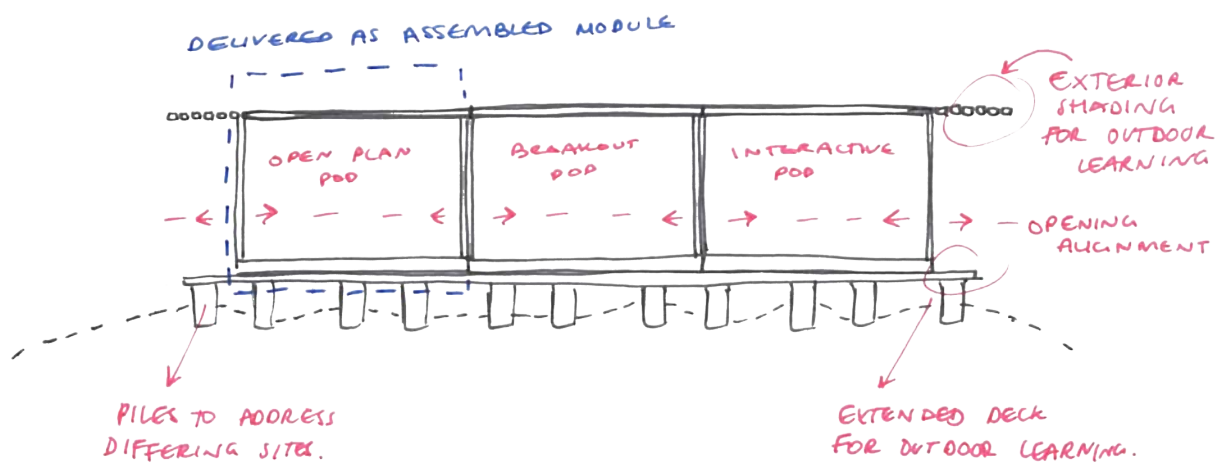 DELIVERED AS ASSEMBLED MODULE
EXTERIOR
SHADING
FOR OUTDOOR
LEARNING
OPEN PLAN
POD
BREAKOUT
POD
INTERACTIVE
POD
OPENING
ALIGNMENT
PILES TO ADDRESS
DIFFERING SITES.
EXTENDED DECK
FOR OUTDOOR LEARNING.